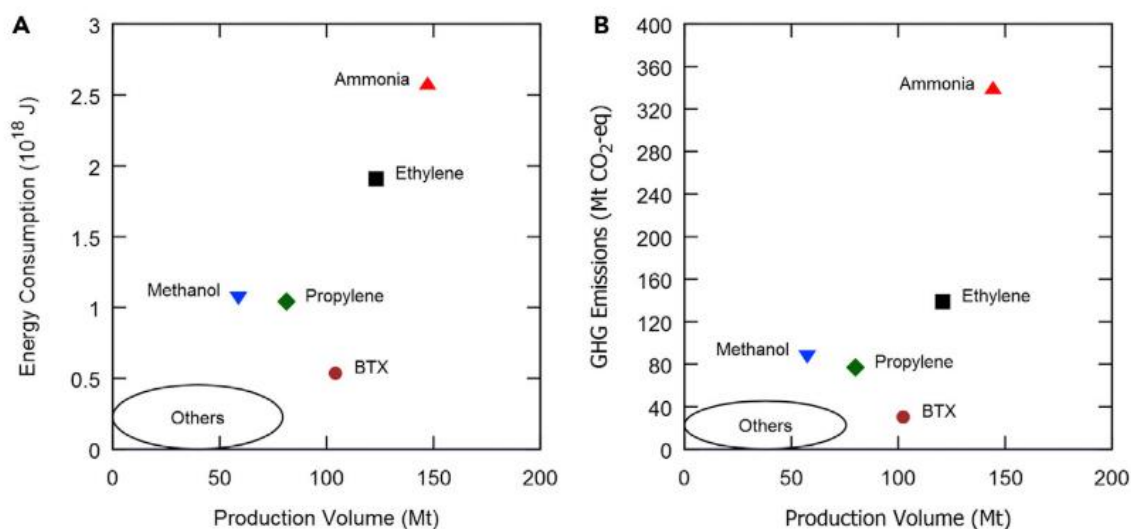 A
Energy Consumption (10^18 J)
3
2.5
2
1.5
1
0.5
0
Ammonia
Ethylene
Methanol
Propylene
BTX
Others
0 50 100 150 200
Production Volume (Mt)
B
GHG Emissions (Mt CO₂-eq)
400
360
320
280
240
200
160
120
80
40
0
Ammonia
Ethylene
Methanol
Propylene
BTX
Others
0 50 100 150 200
Production Volume (Mt)